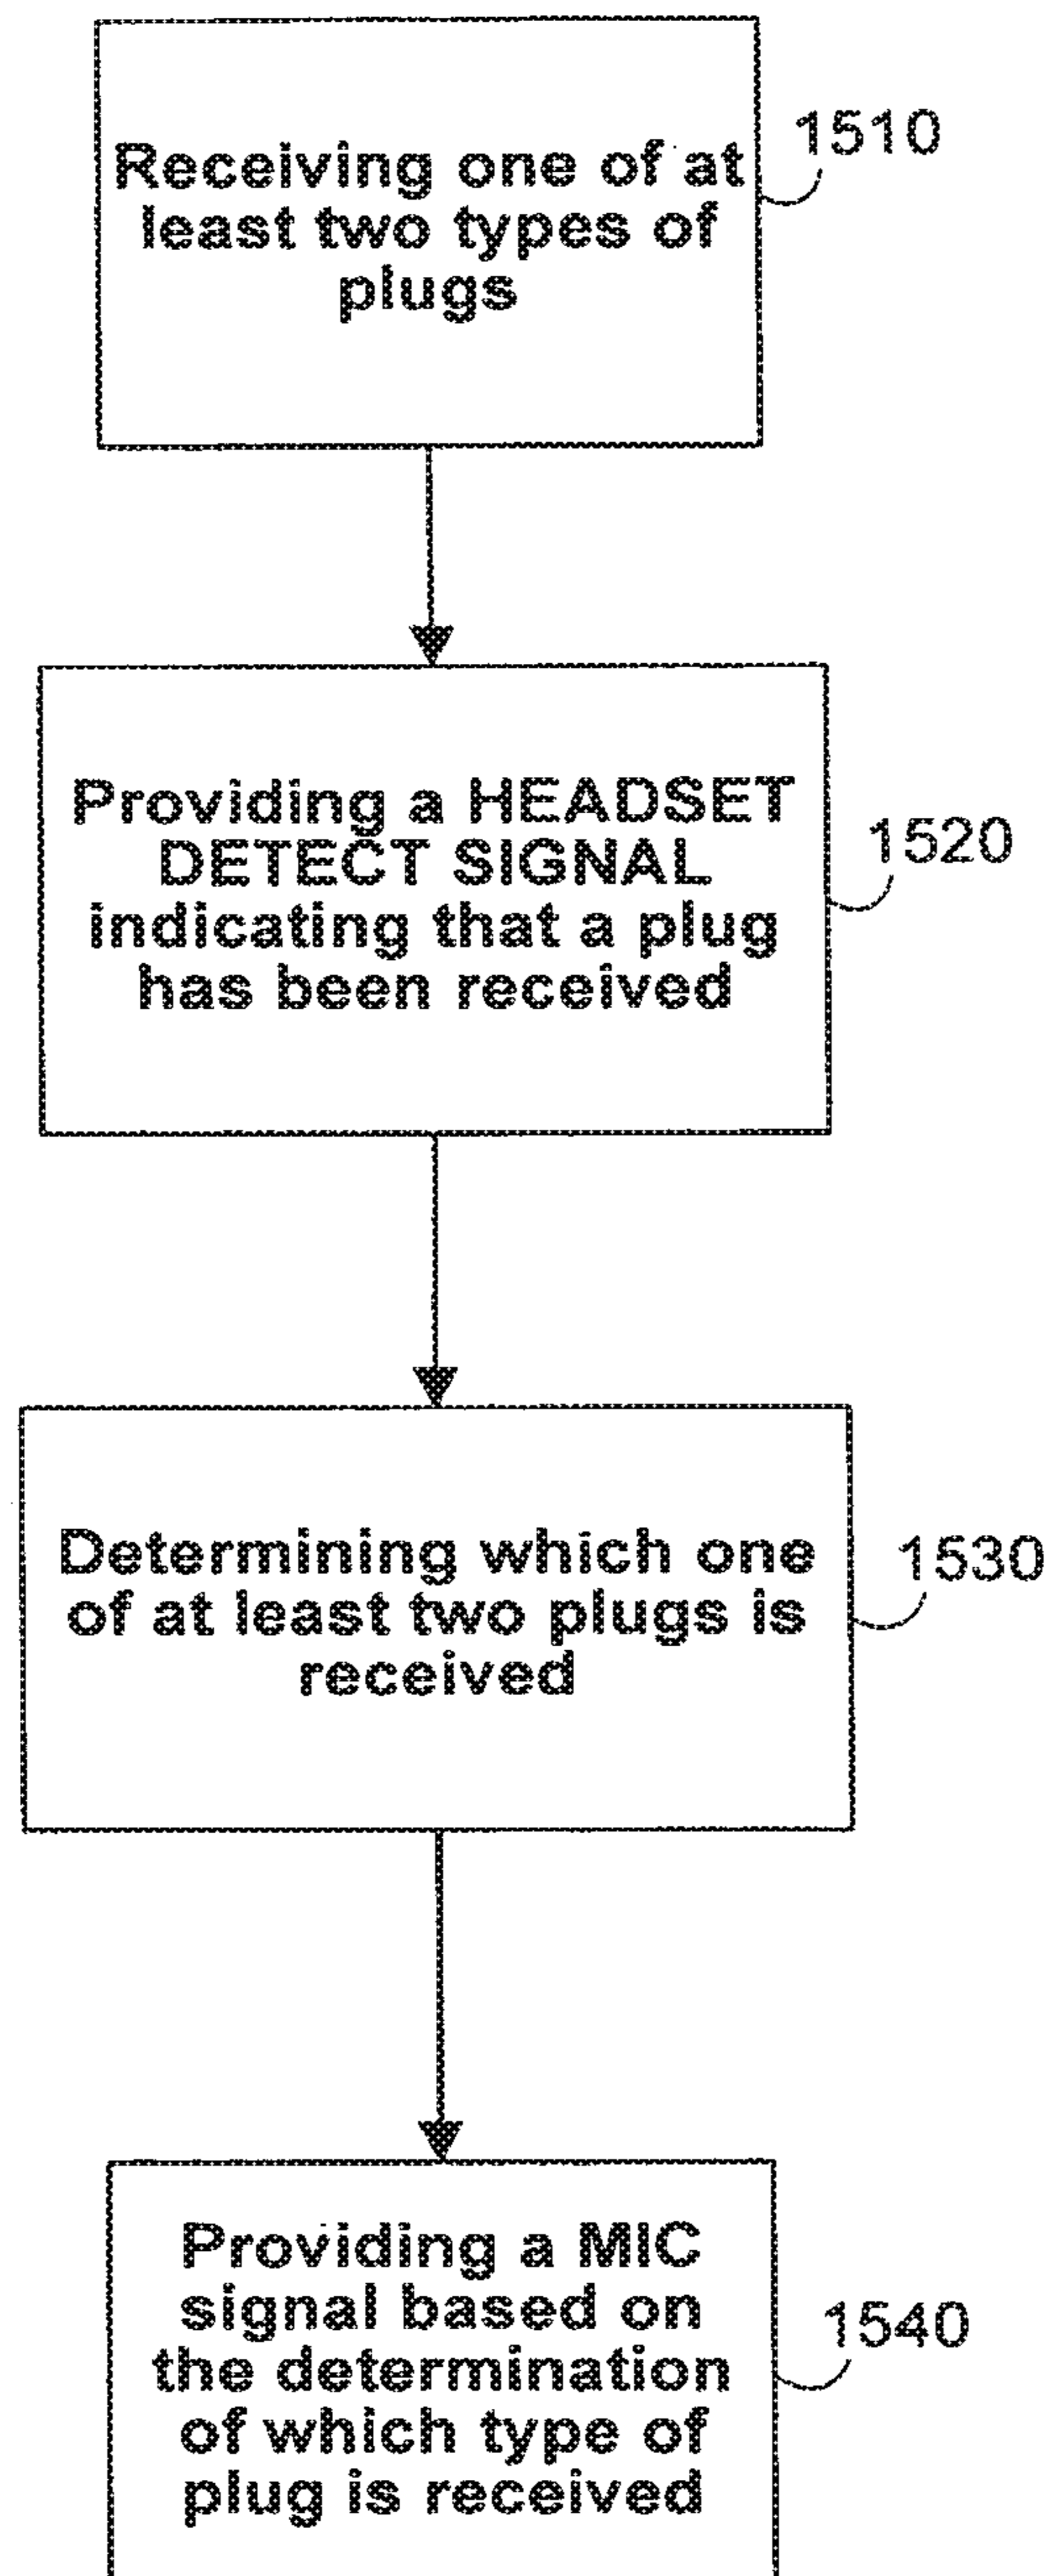 Receiving one of at
least two types of
plugs
1510
Providing a HEADSET
DETECT SIGNAL
indicating that a plug
has been received
1520
Determining which one
of at least two plugs is
received
1530
Providing a MIC
signal based on
the determination
of which type of
plug is received
1540